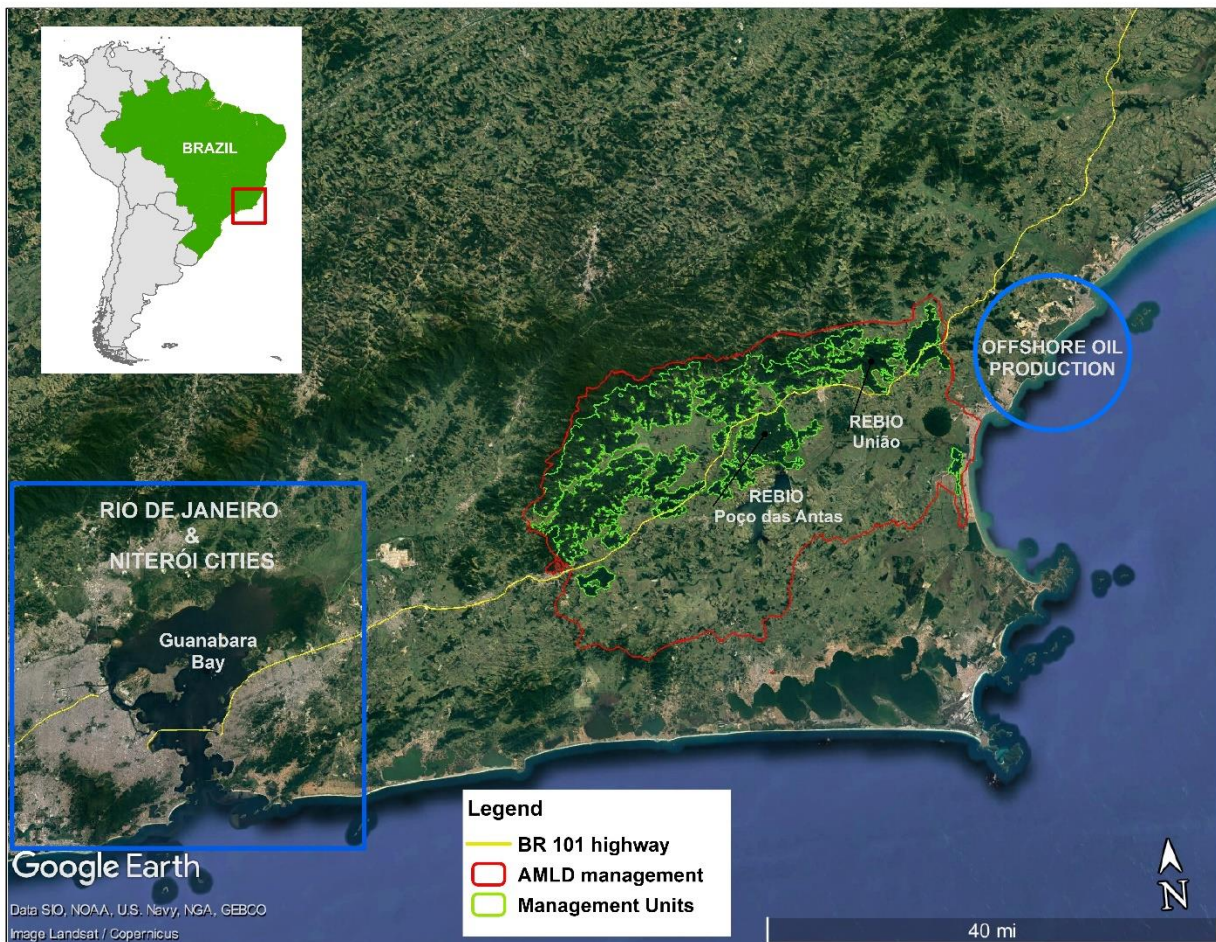 BRAZIL
OFFSHORE OIL
PRODUCTION
REBIO
União
REBIO
Poço das Antas
RIO DE JANEIRO
&
NITERÓI CITIES
Guanabara
Bay
Legend
BR 101 highway
AMLD management
Management Units
N
Google Earth
Data SIO, NOAA, U.S. Navy, NGA, GEBCO
Image Landsat / Copernicus
40 mi